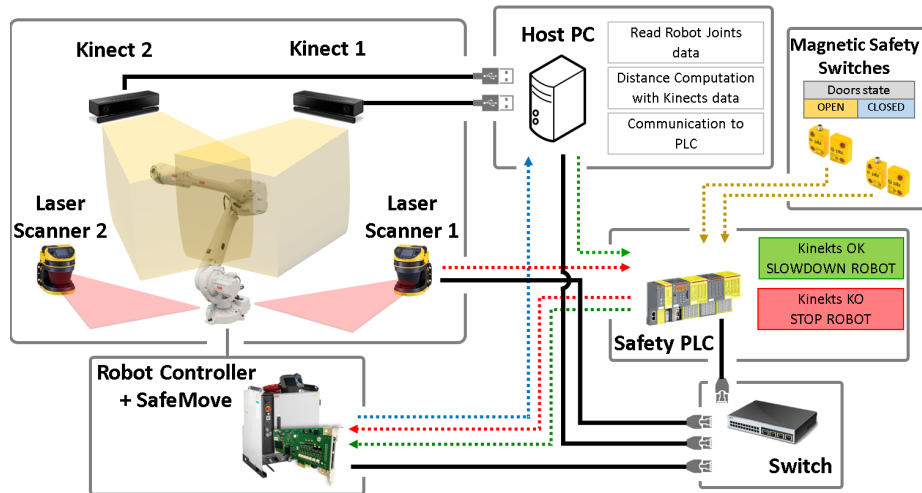 Kinect 2
Kinect 1
Host PC
Read Robot Joints
data
Distance Computation
with Kinects data
Communication to
PLC
Magnetic Safety
Switches
Doors state
OPEN
CLOSED
Laser
Scanner 2
Laser
Scanner 1
Kinekts OK
SLOWDOWN ROBOT
Kinekts KO
STOP ROBOT
Safety PLC
Robot Controller
+ SafeMove
Switch